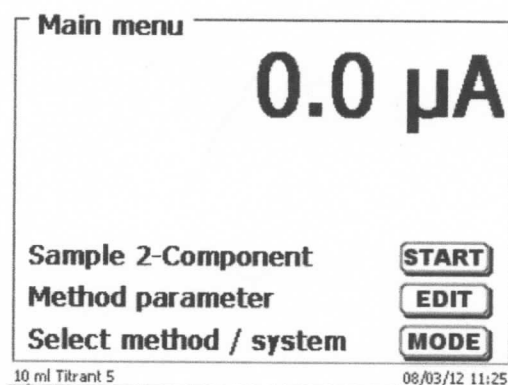 Main menu
0.0 µA
Sample 2-Component START
Method parameter EDIT
Select method / system MODE
10 ml Titrant 5 08/03/12 11:25